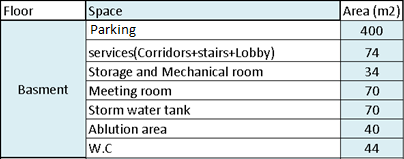 Floor Space Area (m2)
Parking 400
services(Corridors+stairs+Lobby) 74
Storage and Mechanical room 34
Basment Meeting room 70
Storm water tank 70
Ablution area 40
W.C 44